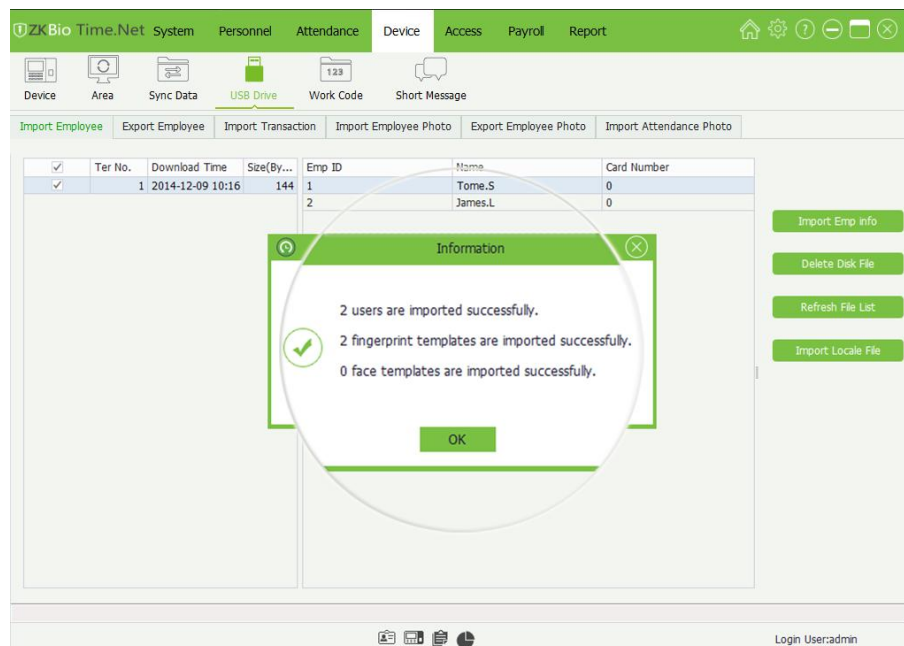 ZKBio Time.Net System Personnel Attendance Device Access Payroll Report
Device Area Sync Data USB Drive Work Code Short Message
123
Import Employee Export Employee Import Transaction Import Employee Photo Export Employee Photo Import Attendance Photo
Ter No. Download Time Size(By... Emp ID Name Card Number
1 2014-12-09 10:16 144 1 Tome.S 0
2 James.L 0
Import Emp info
Information
Delete Disk File
2 users are imported successfully.
Refresh File List
2 fingerprint templates are imported successfully.
Import Locale File
0 face templates are imported successfully.
OK
Login User:admin